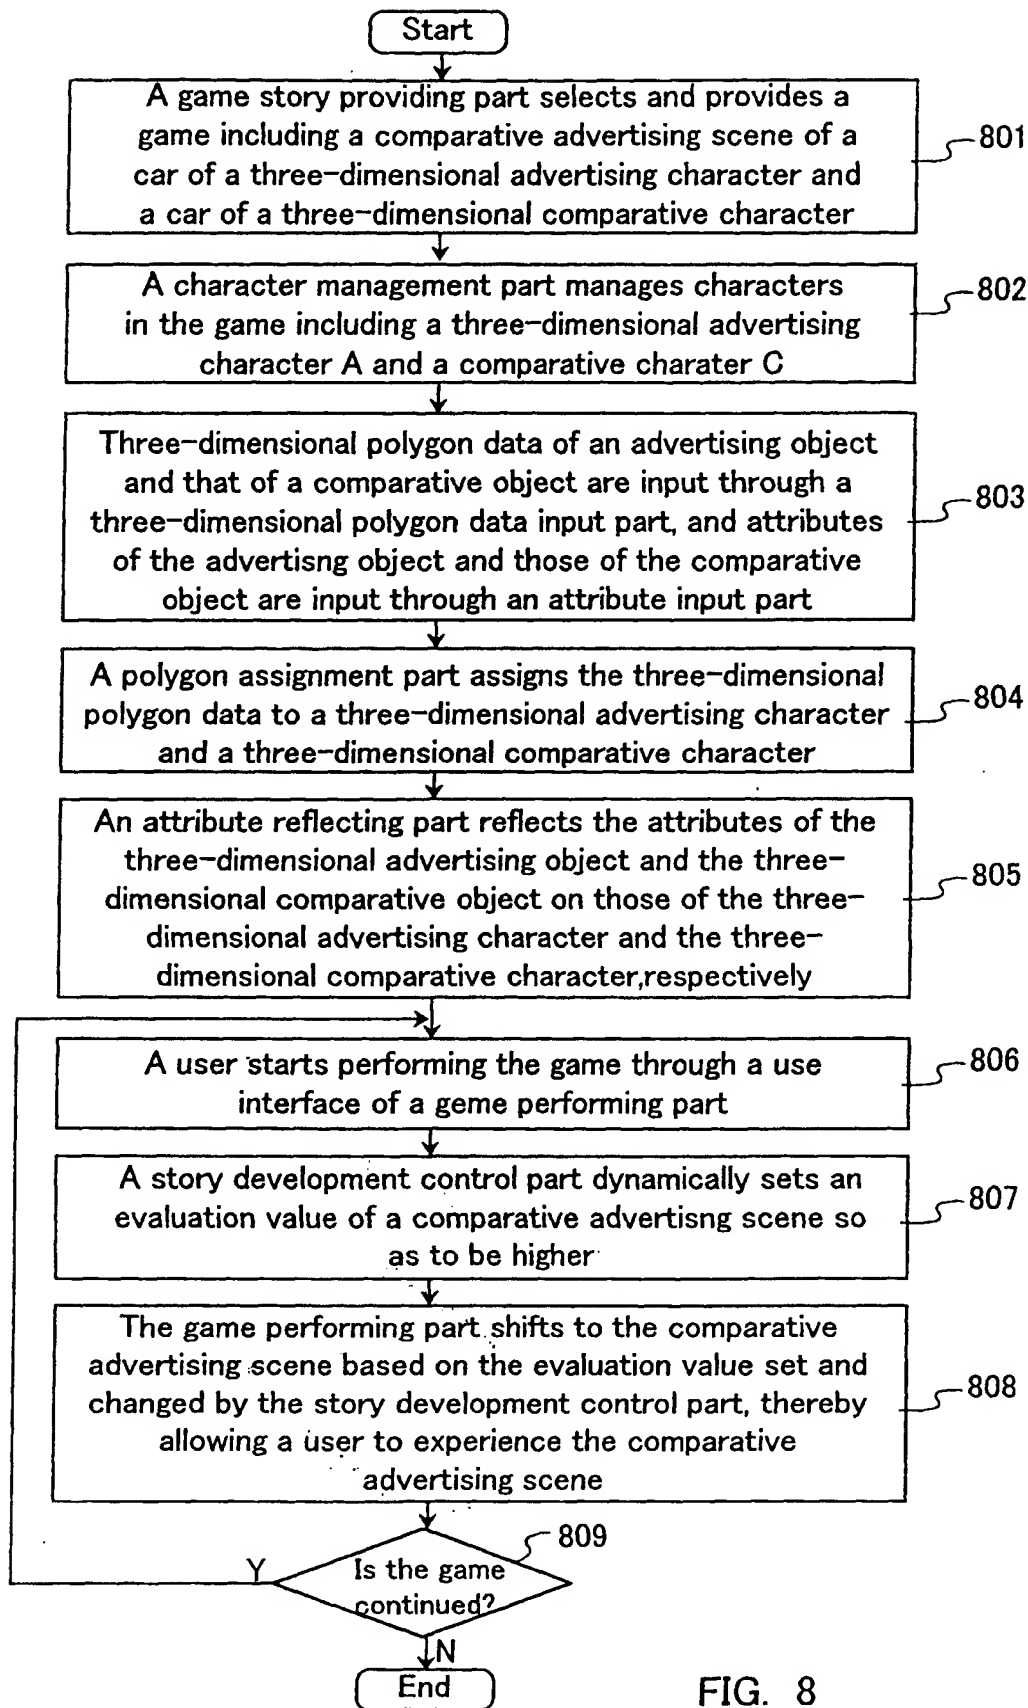 Start
A game story providing part selects and provides a
game including a comparative advertising scene of a
car of a three-dimensional advertising character and
a car of a three-dimensional comparative character
801
A character management part manages characters
in the game including a three-dimensional advertising
character A and a comparative charater C
802
Three-dimensional polygon data of an advertising object
and that of a comparative object are input through a
three-dimensional polygon data input part, and attributes
of the advertisng object and those of the comparative
object are input through an attribute input part
803
A polygon assignment part assigns the three-dimensional
polygon data to a three-dimensional advertising character
and a three-dimensional comparative character
804
An attribute reflecting part reflects the attributes of the
three-dimensional advertising object and the three-
dimensional comparative object on those of the three-
dimensional advertising character and the three-
dimensional comparative character,respectively
805
A user starts performing the game through a use
interface of a geme performing part
806
A story development control part dynamically sets an
evaluation value of a comparative advertisng scene so
as to be higher
807
The game performing part shifts to the comparative
advertising scene based on the evaluation value set and
changed by the story development control part, thereby
allowing a user to experience the comparative
advertising scene
808
809
Y
Is the game
continued?
N
End
FIG. 8